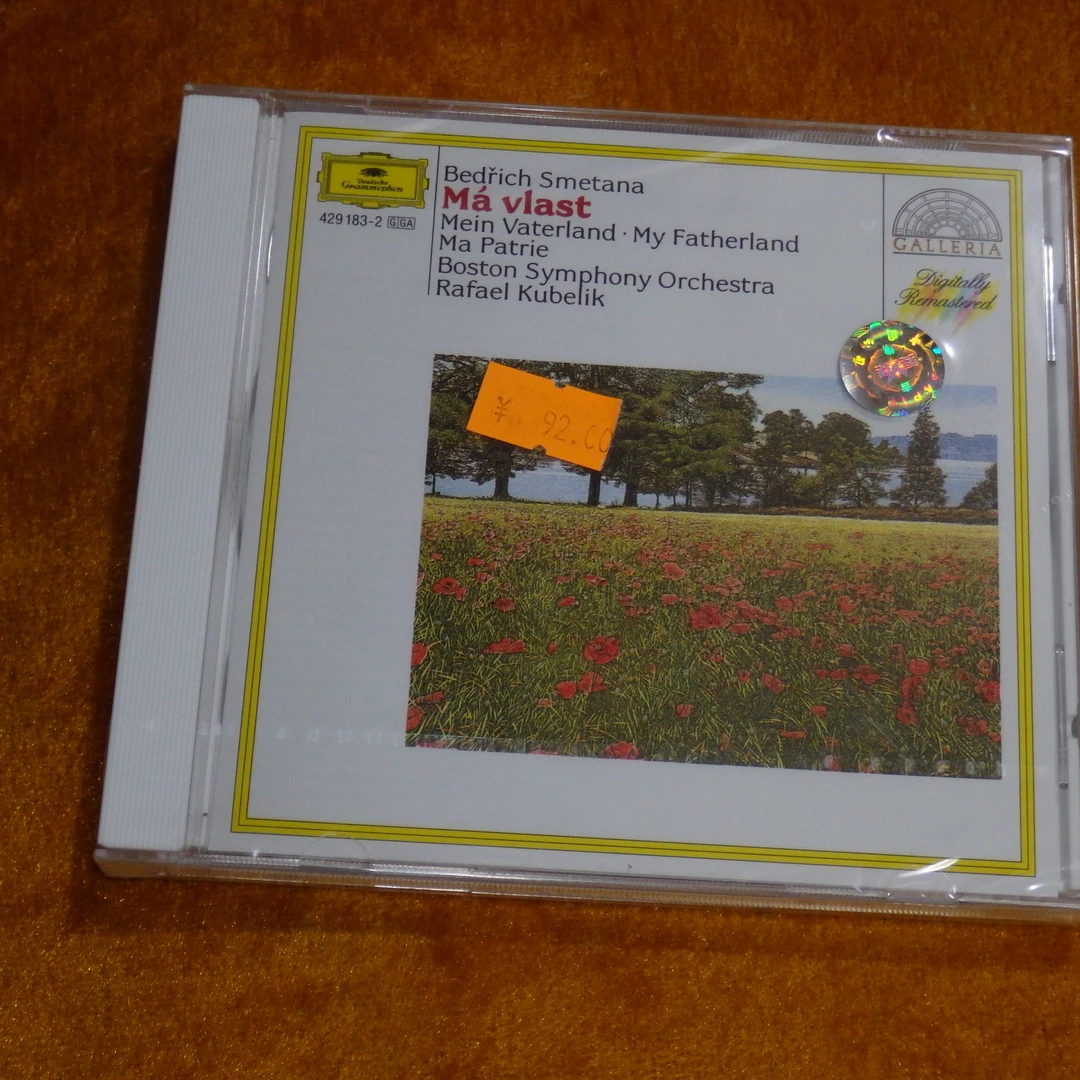 Deutsche
Grammophon
429 183-2 GGA
Bedřich Smetana
Má vlast
Mein Vaterland · My Fatherland
Ma Patrie
Boston Symphony Orchestra
Rafael Kubelik
GALLERIA
Digitally
Remastered
¥ 92.00